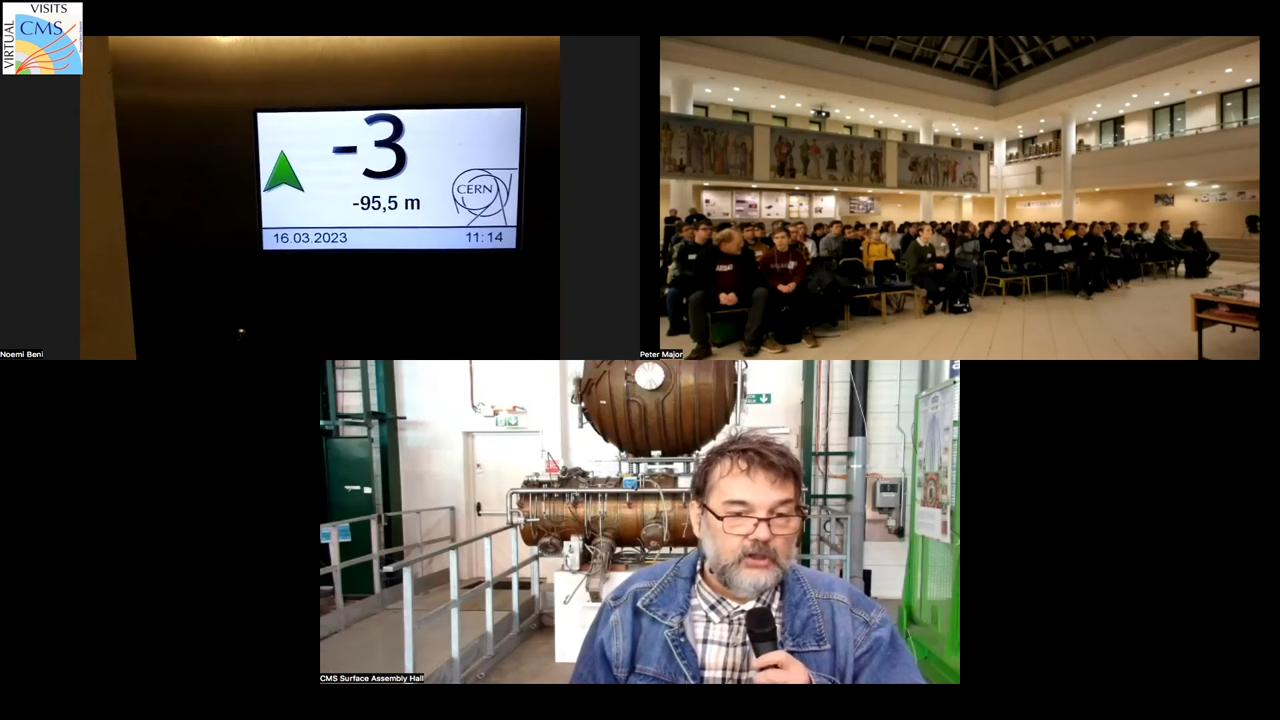 VISITS
CMS
VIRTUAL
-3
-95,5 m
CERN
16.03.2023
11:14
Noemi Beni
Peter Major
CMS Surface Assembly Hall